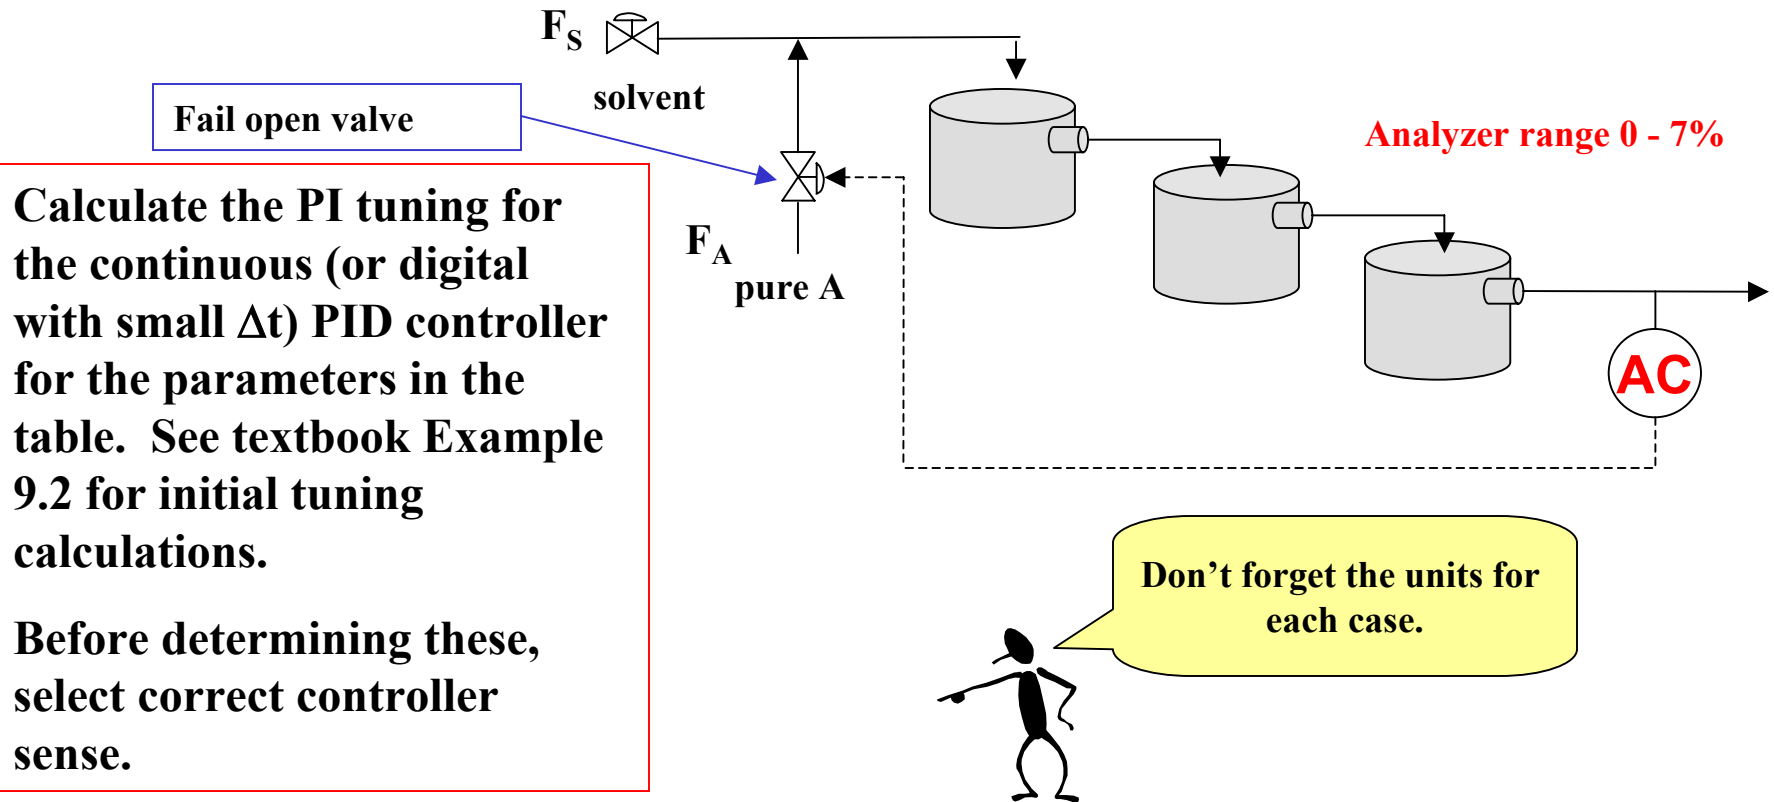 F_S
solvent
Fail open valve
Analyzer range 0 - 7%
Calculate the PI tuning for
the continuous (or digital
with small Δt) PID controller
for the parameters in the
table. See textbook Example
9.2 for initial tuning
calculations.
Before determining these,
select correct controller
sense.
F_A
pure A
AC
Don’t forget the units for
each case.